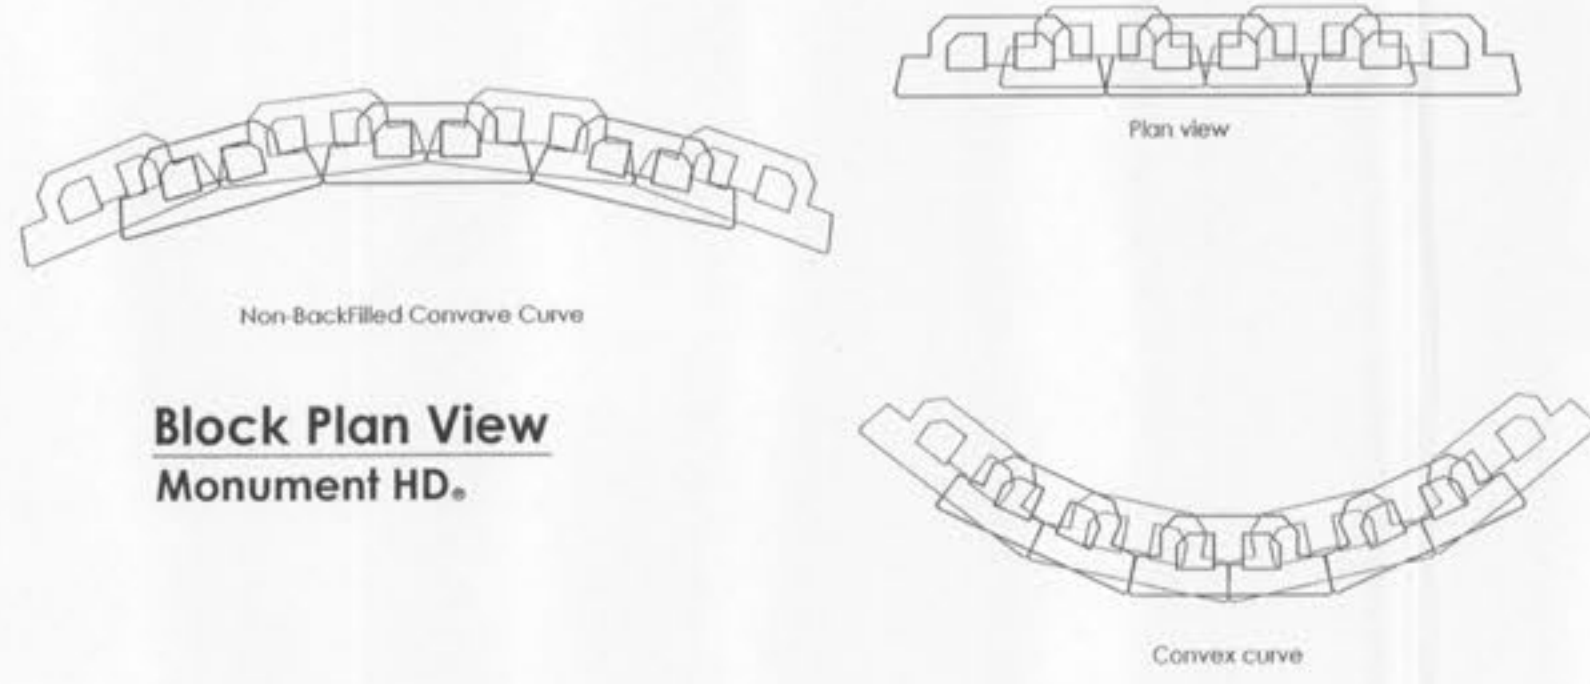 Plan view
Non-BackFilled Convave Curve
Block Plan View
Monument HD®
Convex curve